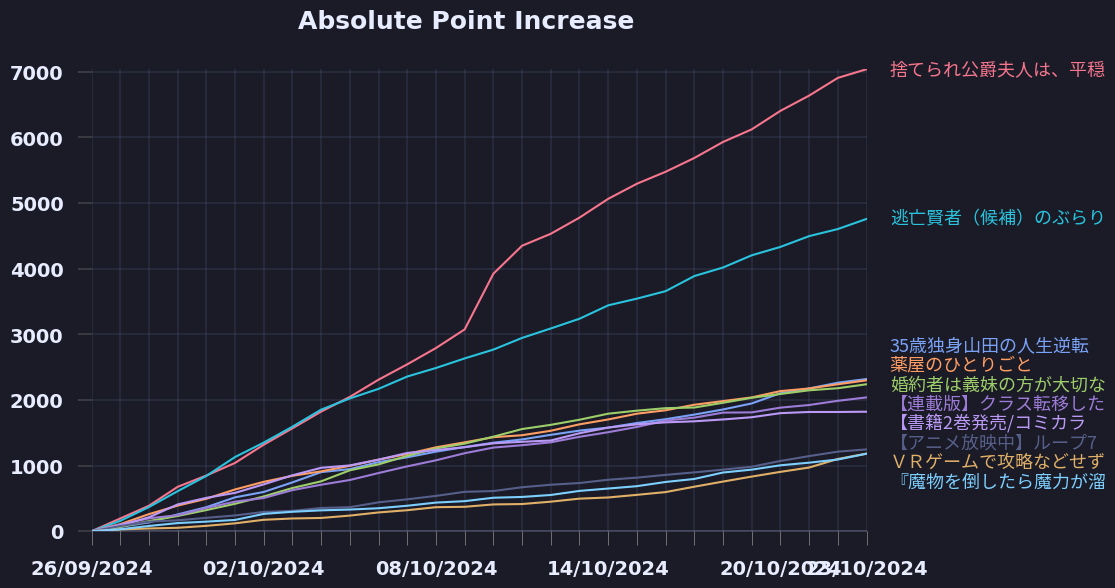 Absolute Point Increase
7000
6000
5000
4000
3000
2000
1000
0
26/09/2024
02/10/2024
08/10/2024
14/10/2024
20/10/2024
23/10/2024
捨てられ公爵夫人は、平穏
逃亡賢者（候補）のぶらり
35歳独身山田の人生逆転
薬屋のひとりごと
婚約者は義妹の方が大切な
【連載版】クラス転移した
【書籍2巻発売/コミカラ
【アニメ放映中】ループ7
ＶＲゲームで攻略などせず
『魔物を倒したら魔力が溜